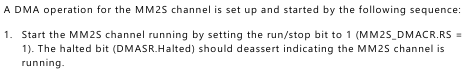 A DMA operation for the MM2S channel is set up and started by the following sequence:
1. Start the MM2S channel running by setting the run/stop bit to 1 (MM2S_DMACR.RS =
1). The halted bit (DMASR.Halted) should deassert indicating the MM2S channel is
running.